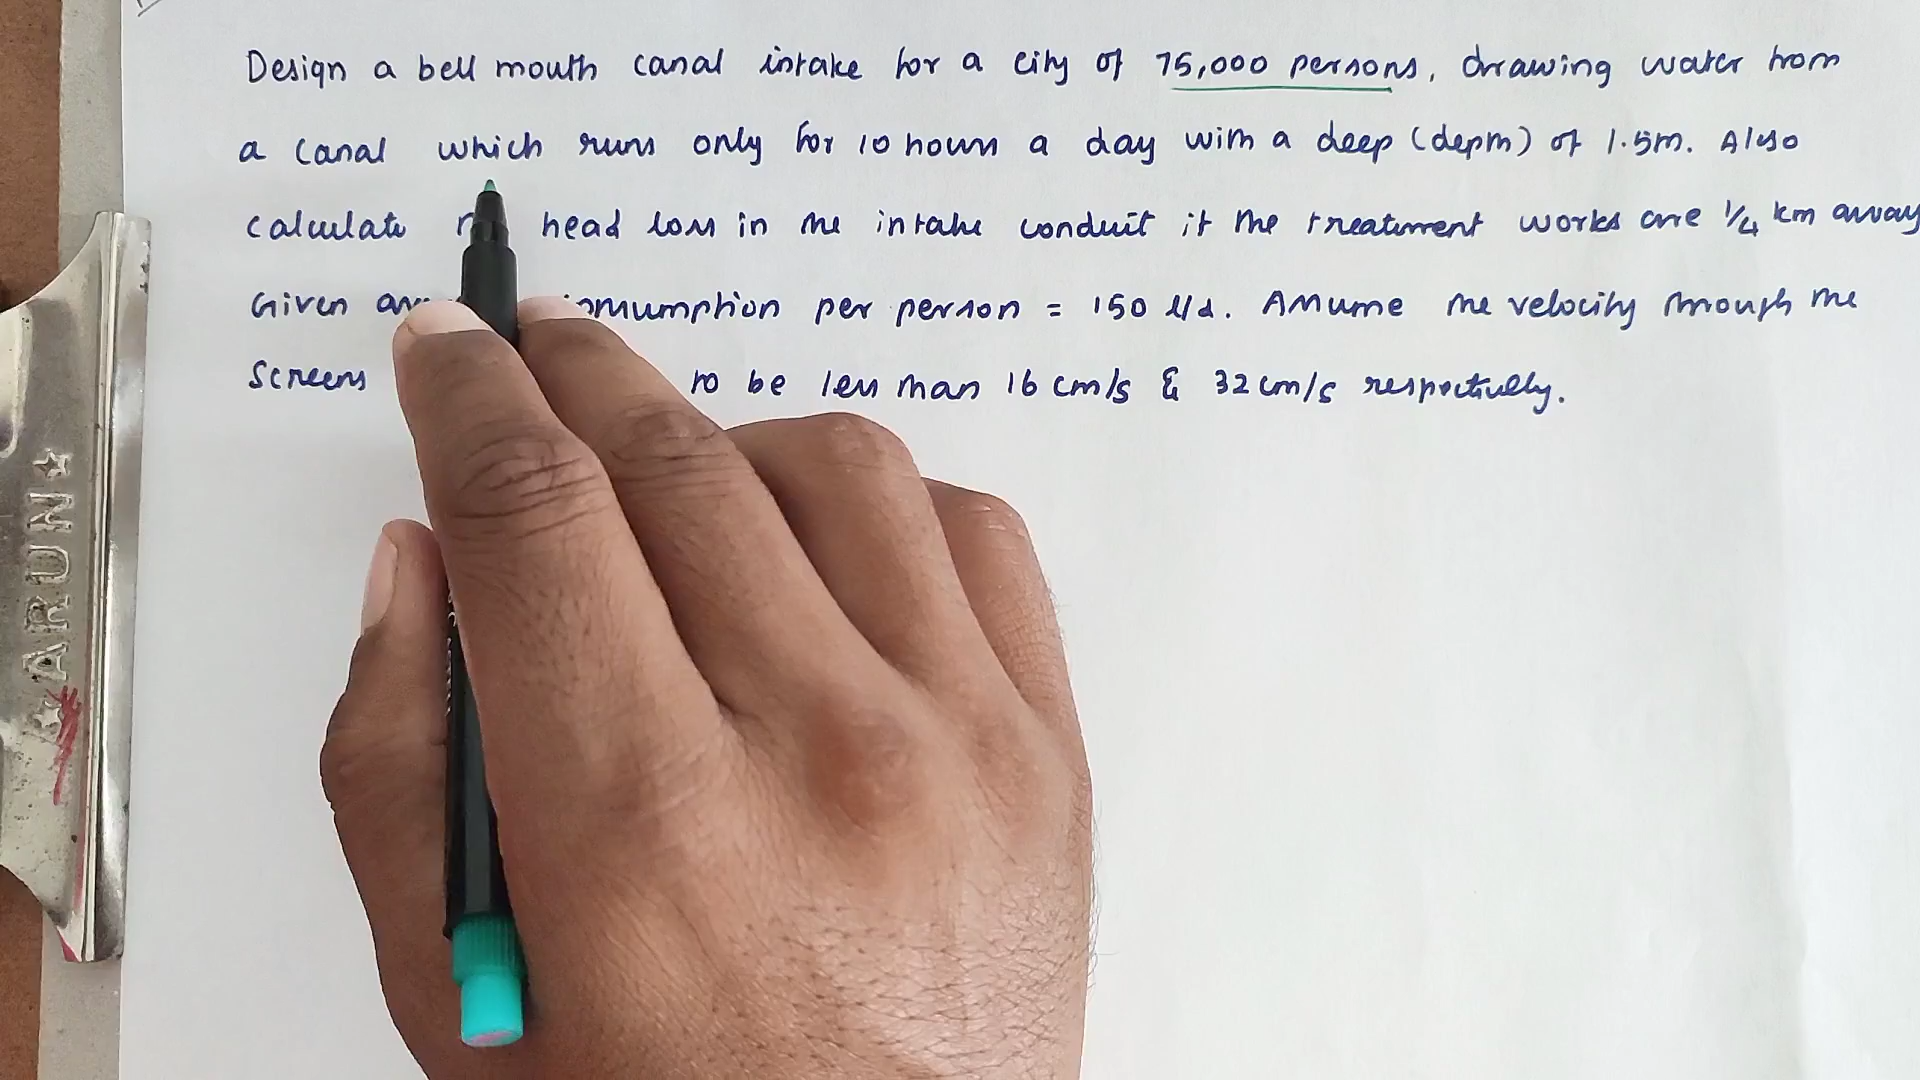 Design a bell mouth canal intake for a city of 75,000 persons, drawing water from
a canal which runs only for 10 hours a day with a deep (depth) of 1.5m. Also
calculate head loss in the intake conduit if the treatment works are 1/4 km away
Given consumption per person = 150 l/d. Assume the velocity through the
Screens to be less than 16 cm/s & 32 cm/s respectively.
ARUN